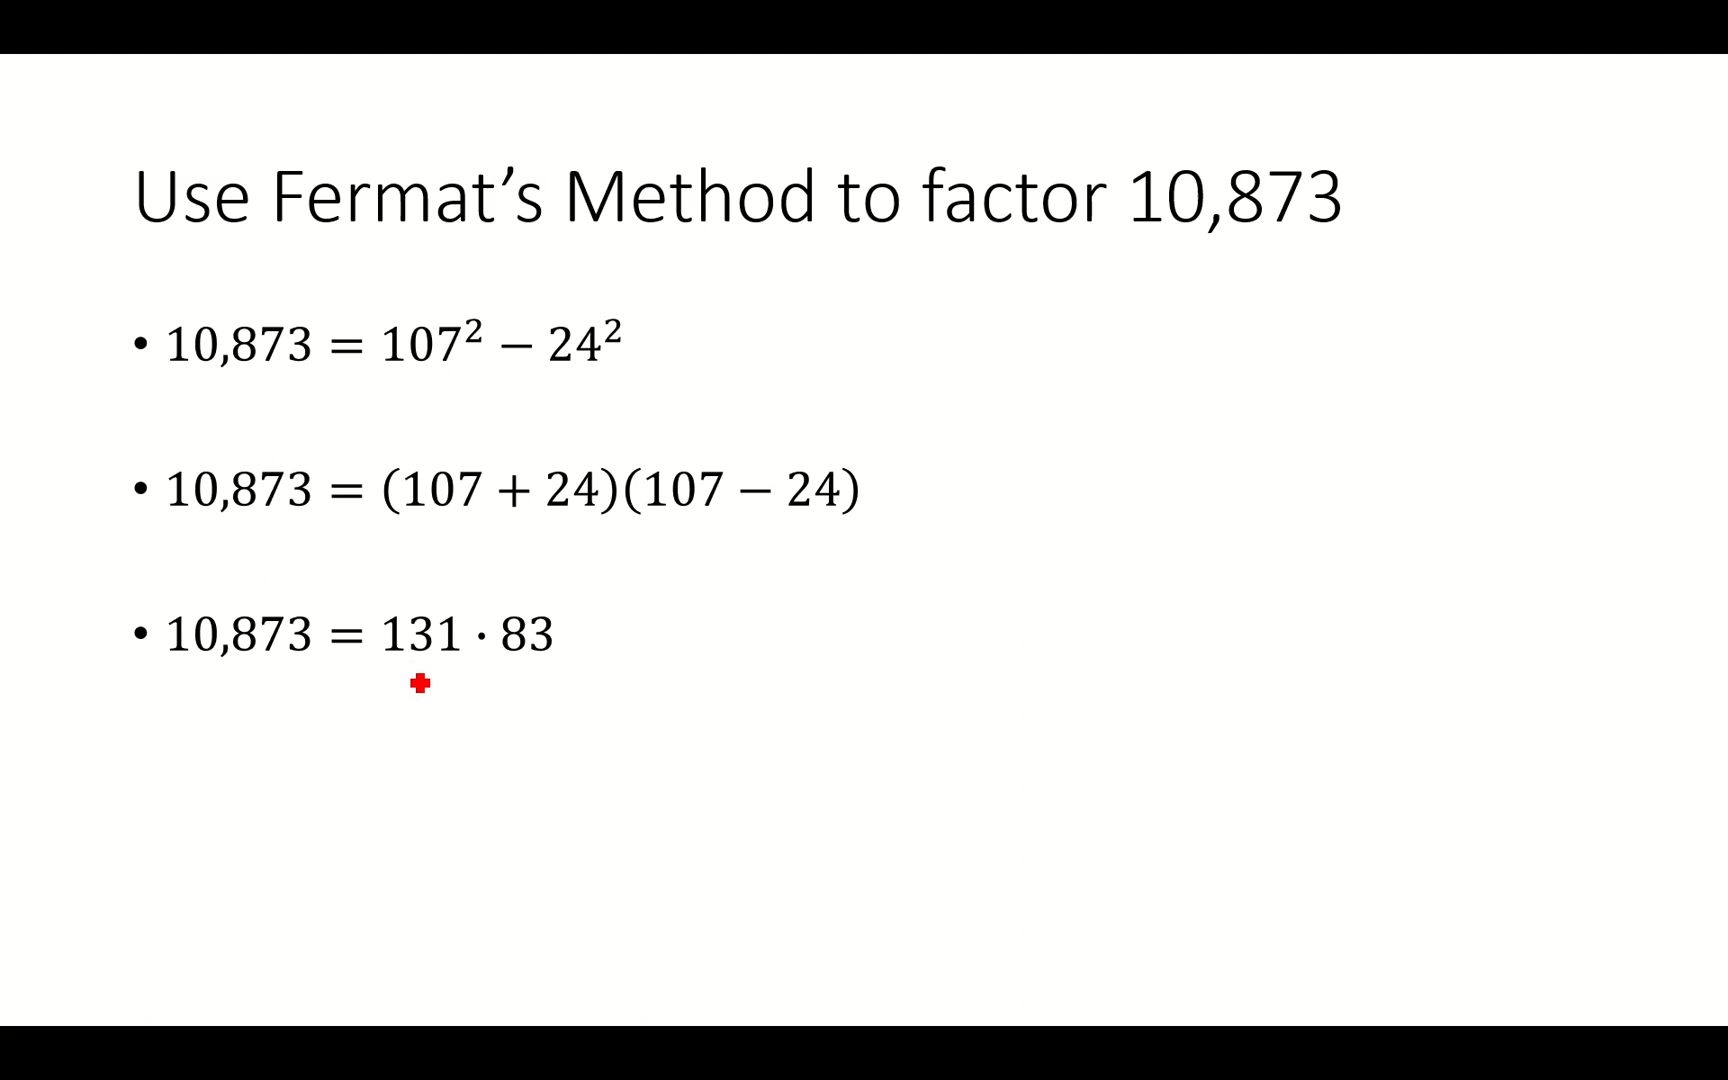 Use Fermat’s Method to factor 10,873
• 10,873 = 107² − 24²
• 10,873 = (107 + 24)(107 − 24)
• 10,873 = 131 · 83